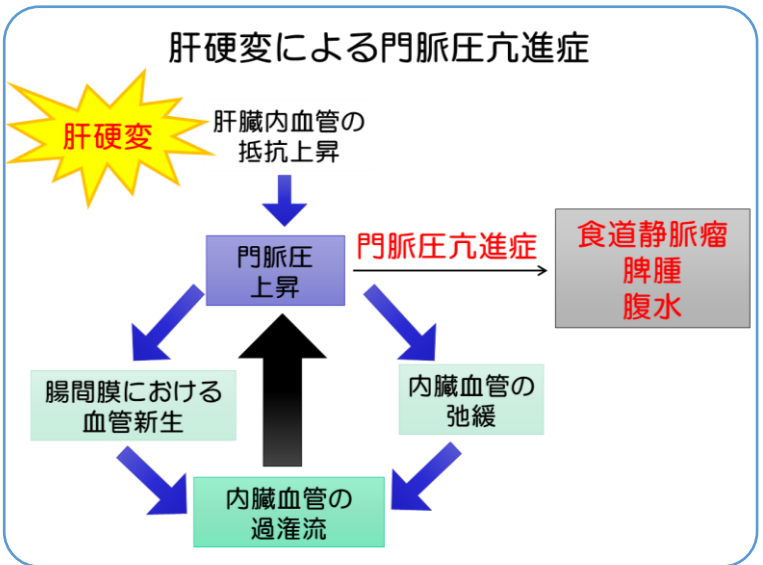 肝硬変による門脈圧亢進症
肝硬変
肝臓内血管の
抵抗上昇
門脈圧
上昇
門脈圧亢進症
食道静脈瘤
脾腫
腹水
腸間膜における
血管新生
内臓血管の
弛緩
内臓血管の
過潅流